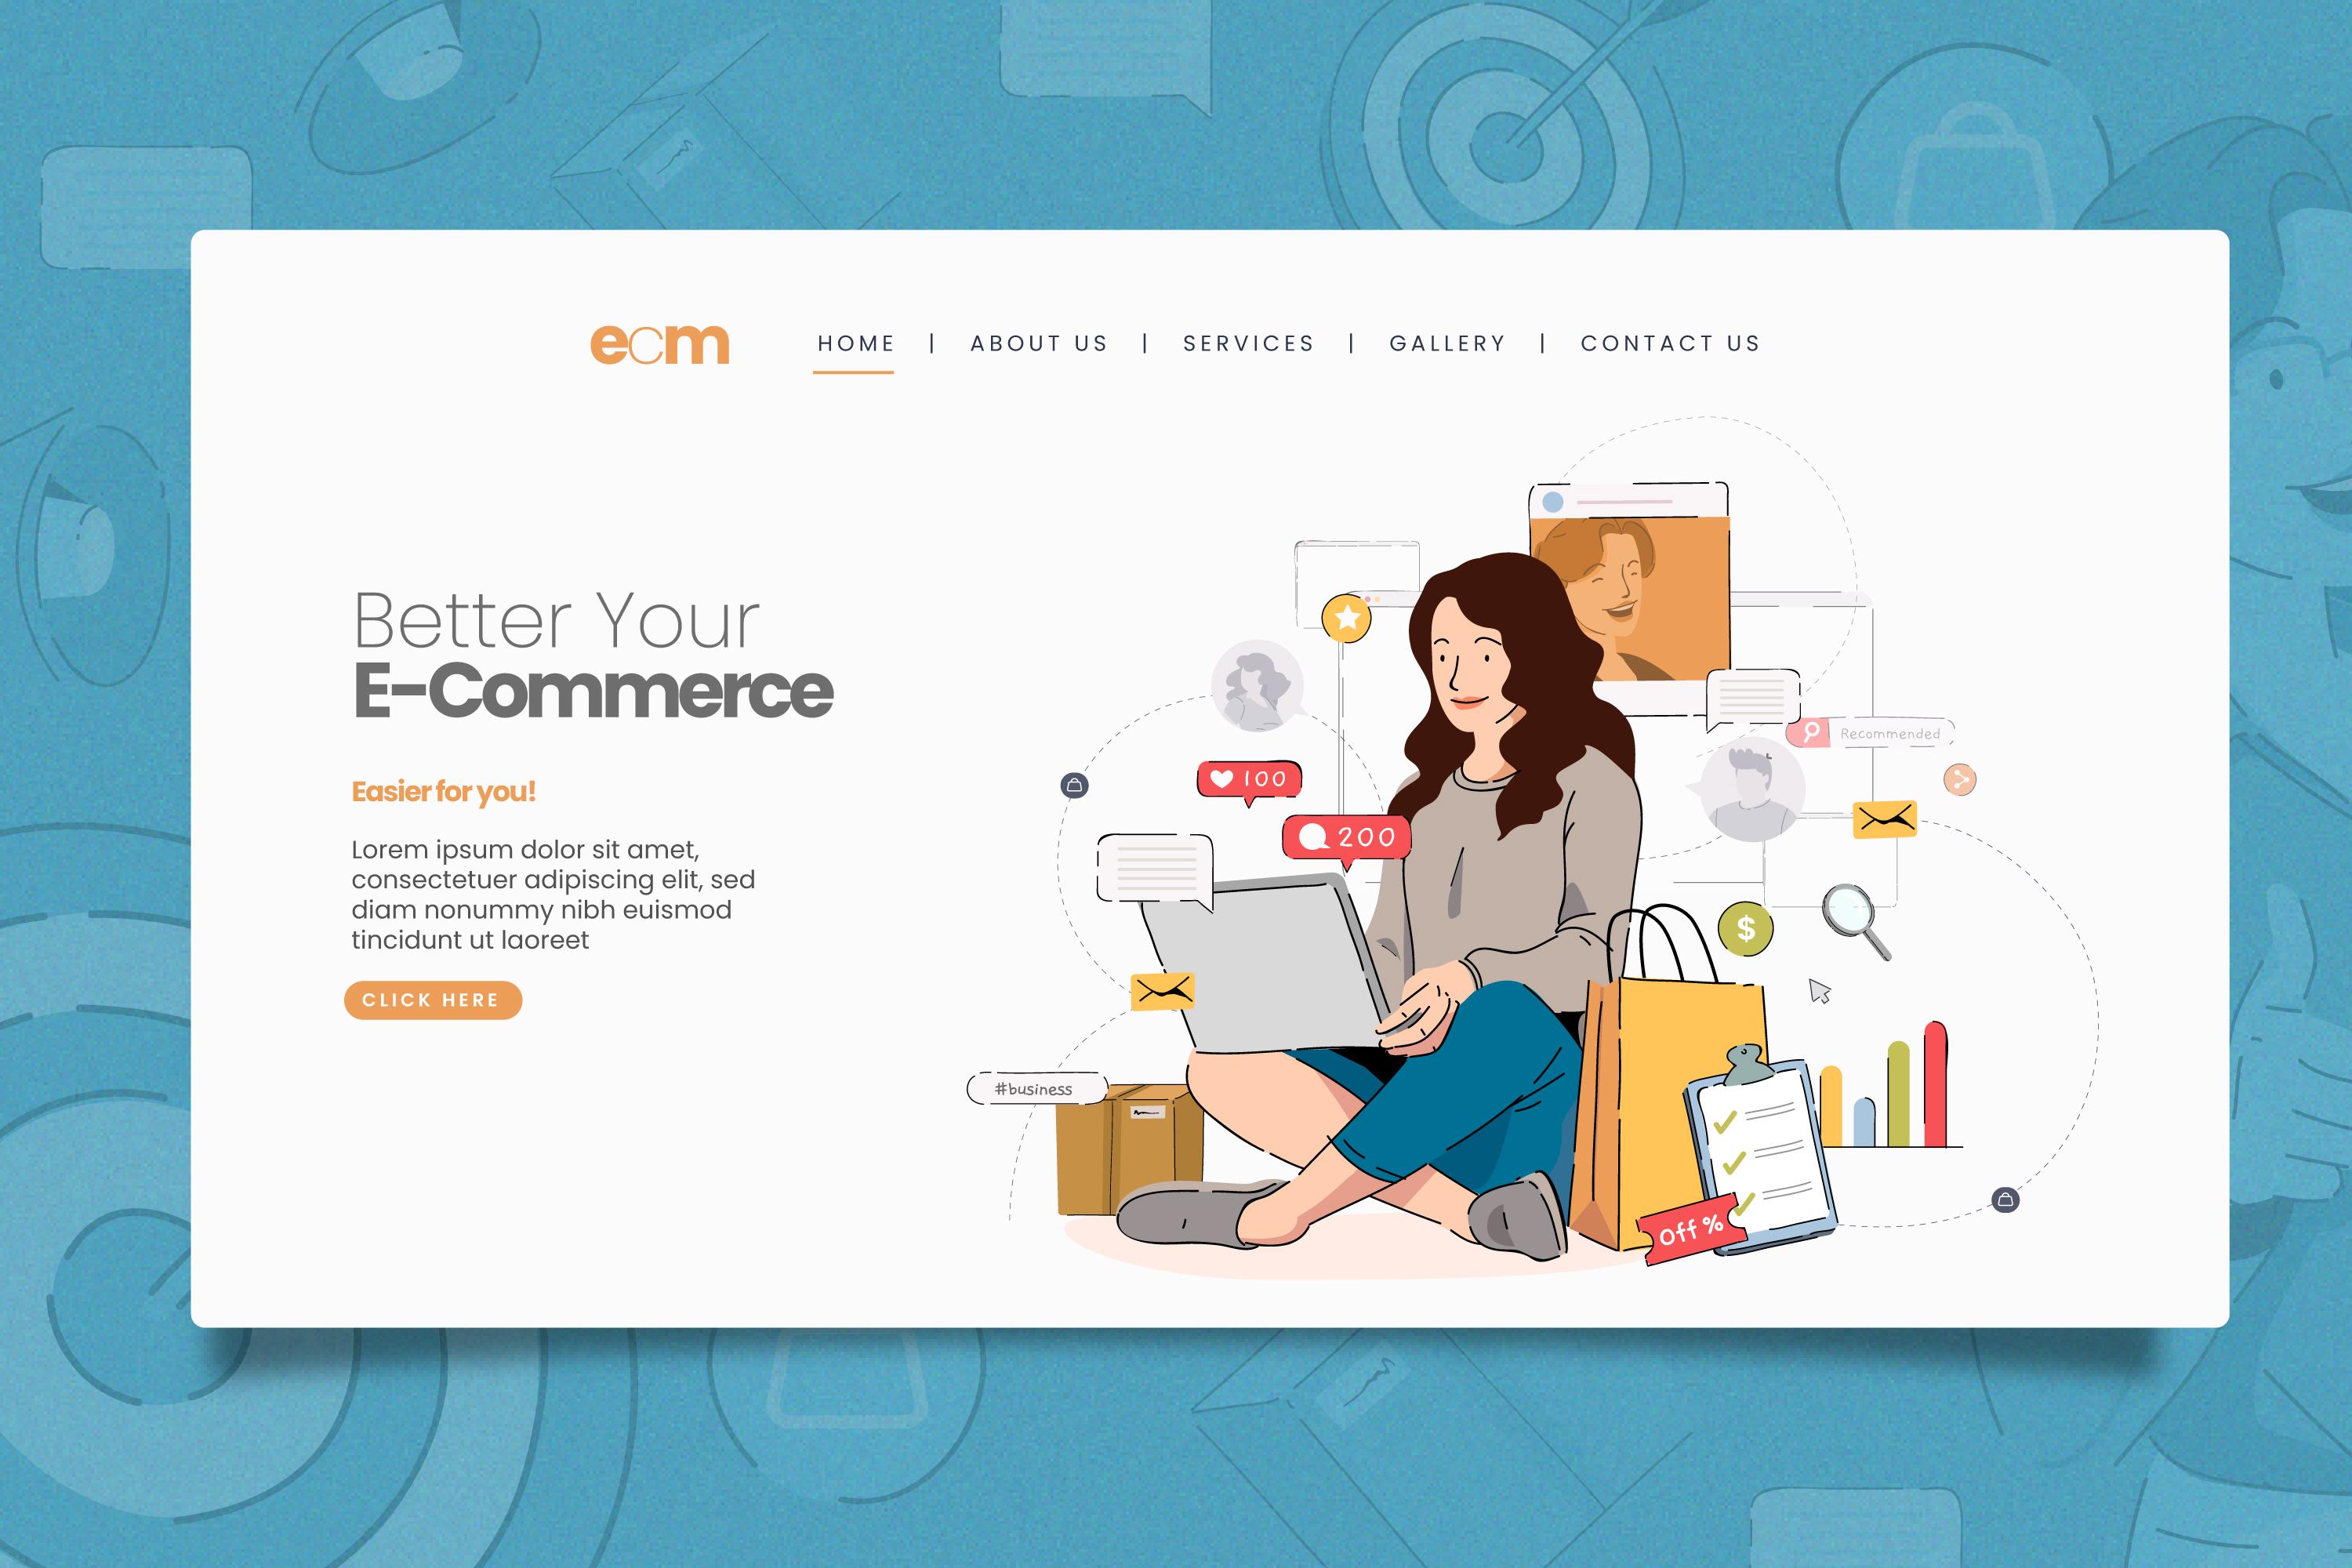 ecm
HOME | ABOUT US | SERVICES | GALLERY | CONTACT US
Better Your
E-Commerce
Easier for you!
Lorem ipsum dolor sit amet,
consectetuer adipiscing elit, sed
diam nonummy nibh euismod
tincidunt ut laoreet
CLICK HERE
Recommended
100
200
$
#business
Off %